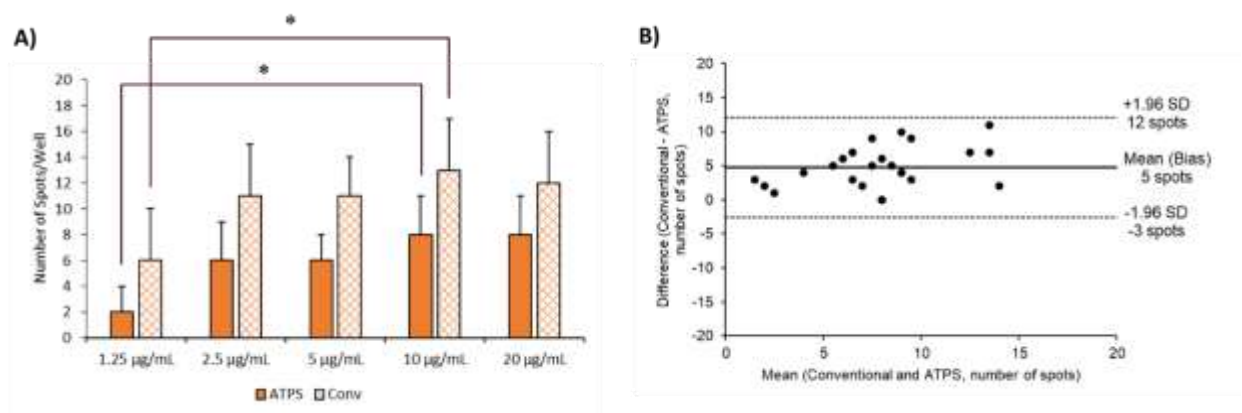 A)
*
*
20
18
16
14
12
10
8
6
4
2
0
Number of Spots/Well
1.25 µg/mL 2.5 µg/mL 5 µg/mL 10 µg/mL 20 µg/mL
ATPS Conv
B)
20
15
10
5
0
-5
-10
-15
20
Difference (Conventional - ATPS,
number of spots)
+1.96 SD
12 spots
Mean (Bias)
5 spots
-1.96 SD
-3 spots
0 5 10 15 20
Mean (Conventional and ATPS, number of spots)